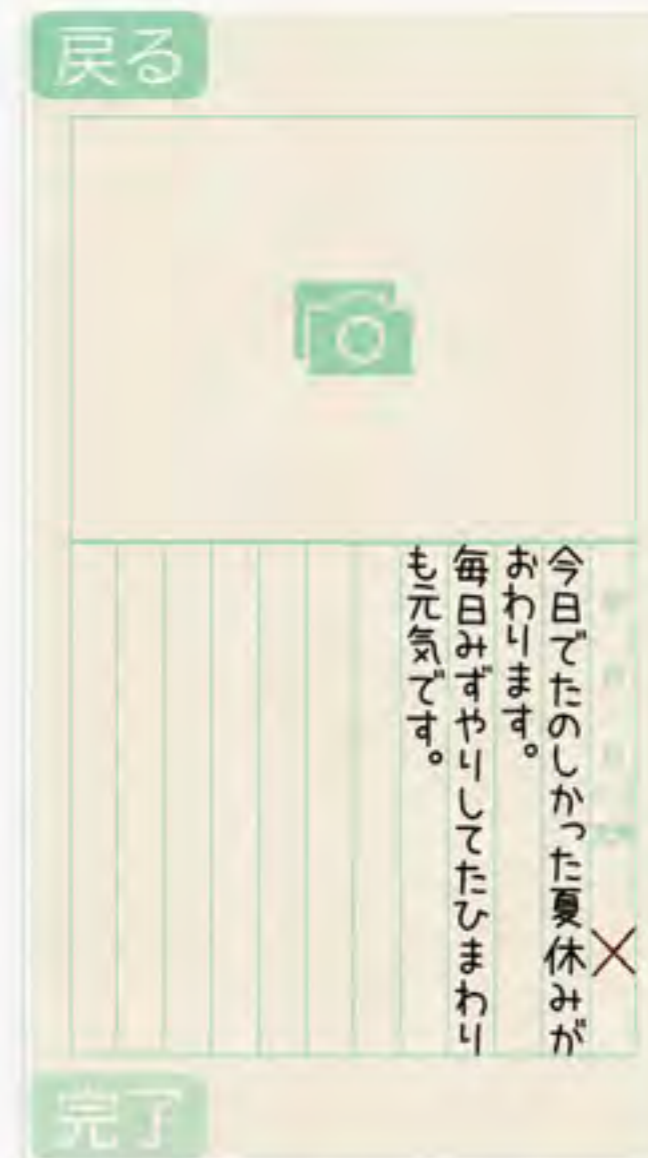 戻る
今日でたのしかった夏休みが
おわります。
毎日みずやりしてたひまわり
も元気です。
完了